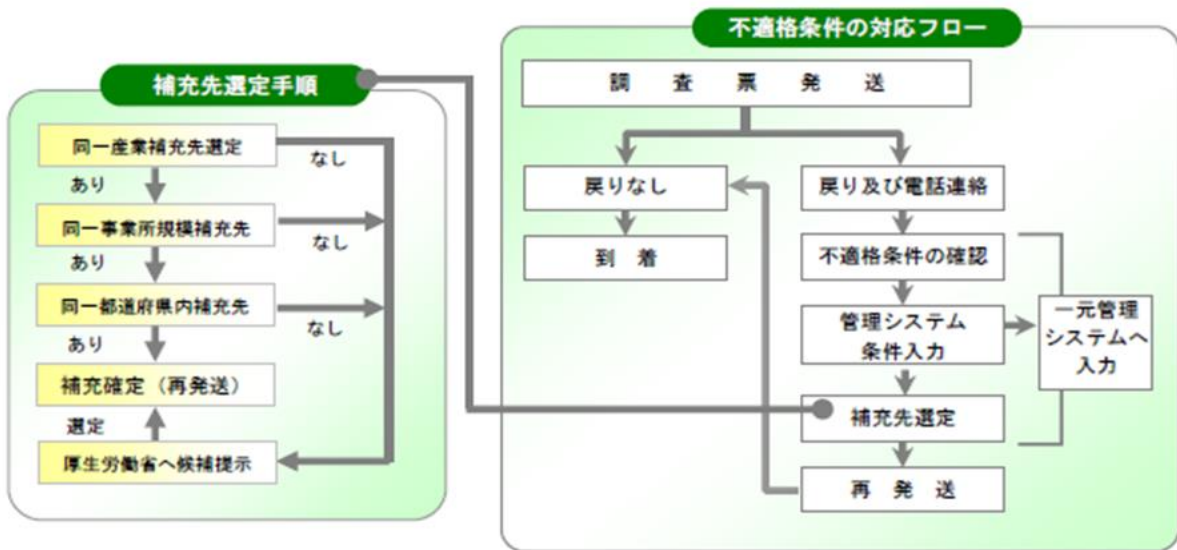 補充先選定手順
同一産業補充先選定
なし
あり
同一事業所規模補充先
なし
あり
同一都道府県内補充先
なし
あり
補充確定（再発送）
選定
厚生労働省へ候補提示
不適格条件の対応フロー
調査票発送
戻りなし
到着
戻り及び電話連絡
不適格条件の確認
管理システム
条件入力
一元管理
システムへ
入力
補充先選定
再発送